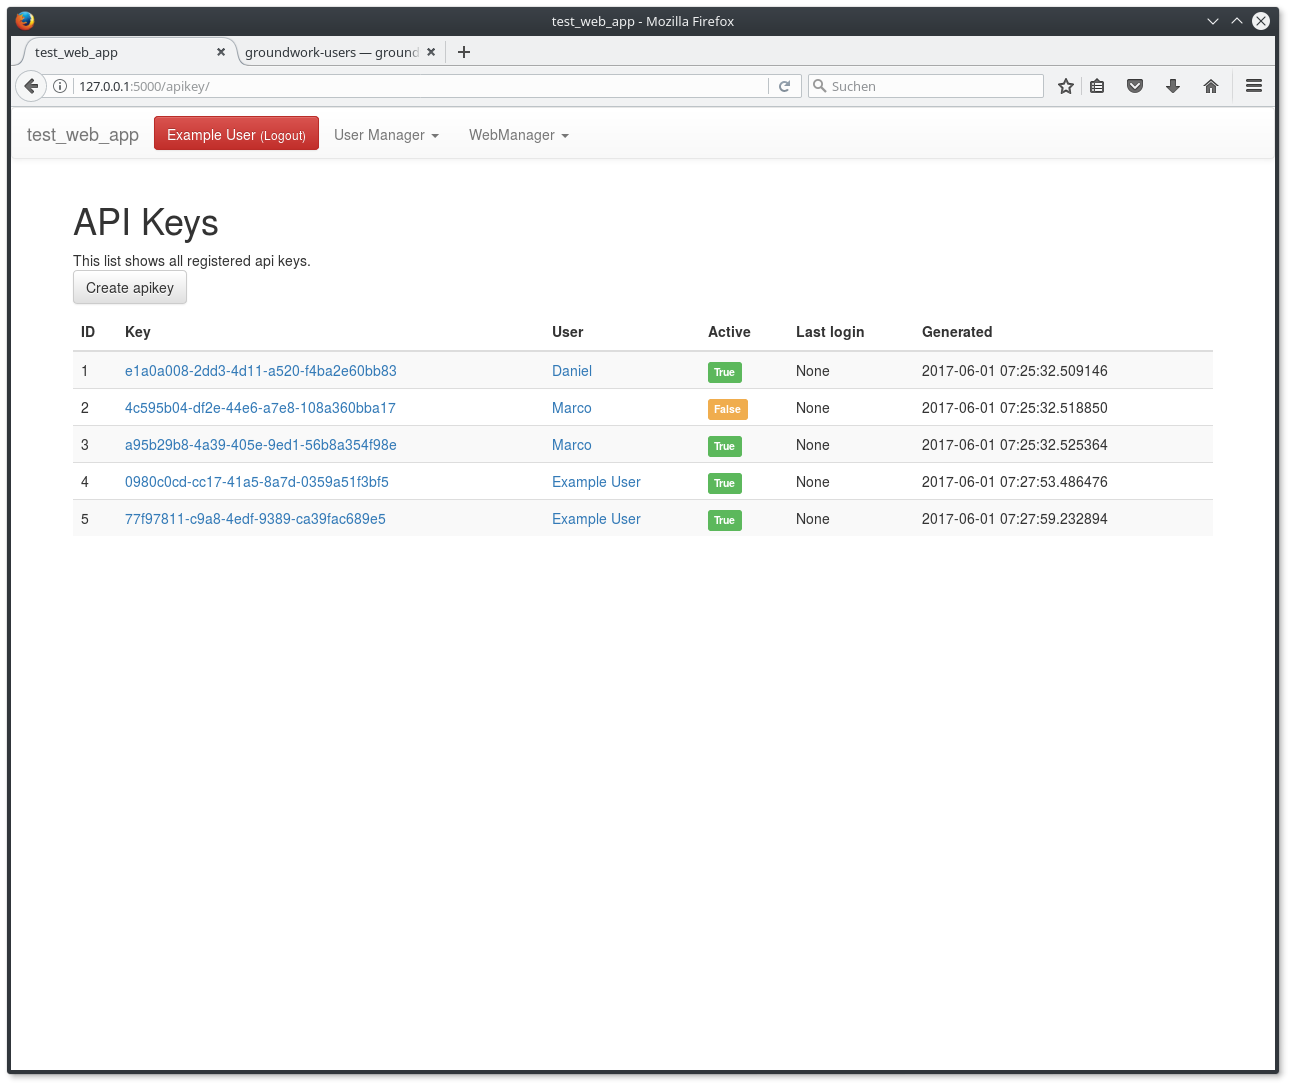 test_web_app - Mozilla Firefox
test_web_app groundwork-users — ground
127.0.0.1:5000/apikey/ Suchen
test_web_app Example User (Logout) User Manager WebManager
API Keys
This list shows all registered api keys.
Create apikey
ID Key User Active Last login Generated
1 e1a0a008-2dd3-4d11-a520-f4ba2e60bb83 Daniel True None 2017-06-01 07:25:32.509146
2 4c595b04-df2e-44e6-a7e8-108a360bba17 Marco False None 2017-06-01 07:25:32.518850
3 a95b29b8-4a39-405e-9ed1-56b8a354f98e Marco True None 2017-06-01 07:25:32.525364
4 0980c0cd-cc17-41a5-8a7d-0359a51f3bf5 Example User True None 2017-06-01 07:27:53.486476
5 77f97811-c9a8-4edf-9389-ca39fac689e5 Example User True None 2017-06-01 07:27:59.232894